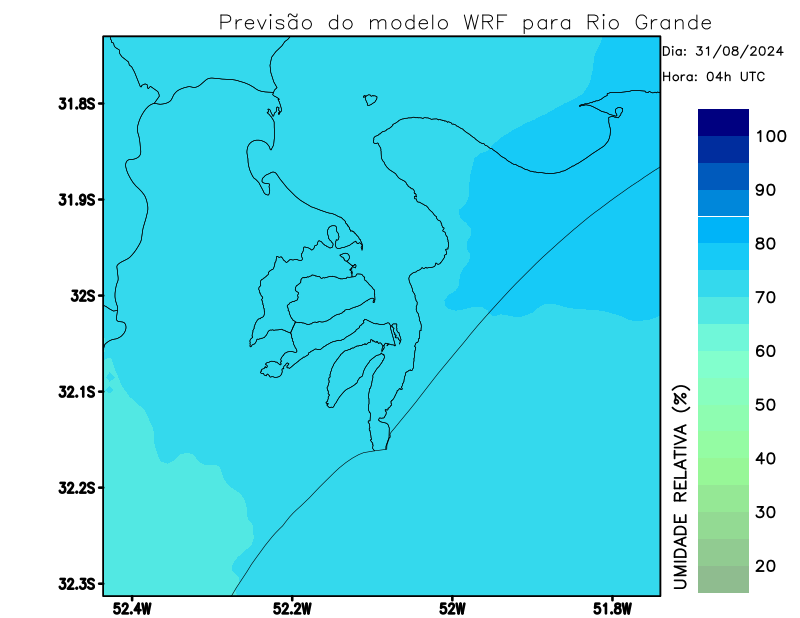 Previsão do modelo WRF para Rio Grande
Dia: 31/08/2024
Hora: 04h UTC
31.8S
31.9S
32S
32.1S
32.2S
32.3S
52.4W
52.2W
52W
51.8W
100
90
80
70
60
50
40
30
20
UMIDADE RELATIVA (%)